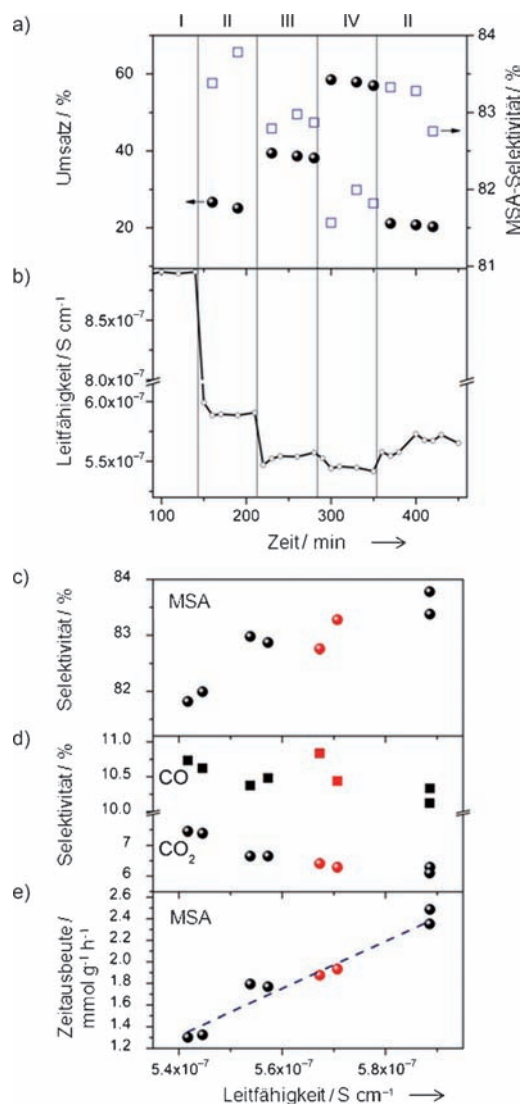 a)
I II III IV II
60
40
20
Umsatz / %
84
83
82
81
MSA-Selektivität / %
b)
8.5x10⁻⁷
8.0x10⁻⁷
6.0x10⁻⁷
5.5x10⁻⁷
Leitfähigkeit / S cm⁻¹
100 200 300 400
Zeit / min
c)
MSA
84
83
82
Selektivität / %
d)
11.0
10.5
10.0
CO
7
6
CO₂
Selektivität / %
e)
MSA
2.6
2.4
2.2
2.0
1.8
1.6
1.4
1.2
Zeitausbeute /
mmol g⁻¹ h⁻¹
5.4x10⁻⁷ 5.6x10⁻⁷ 5.8x10⁻⁷
Leitfähigkeit / S cm⁻¹